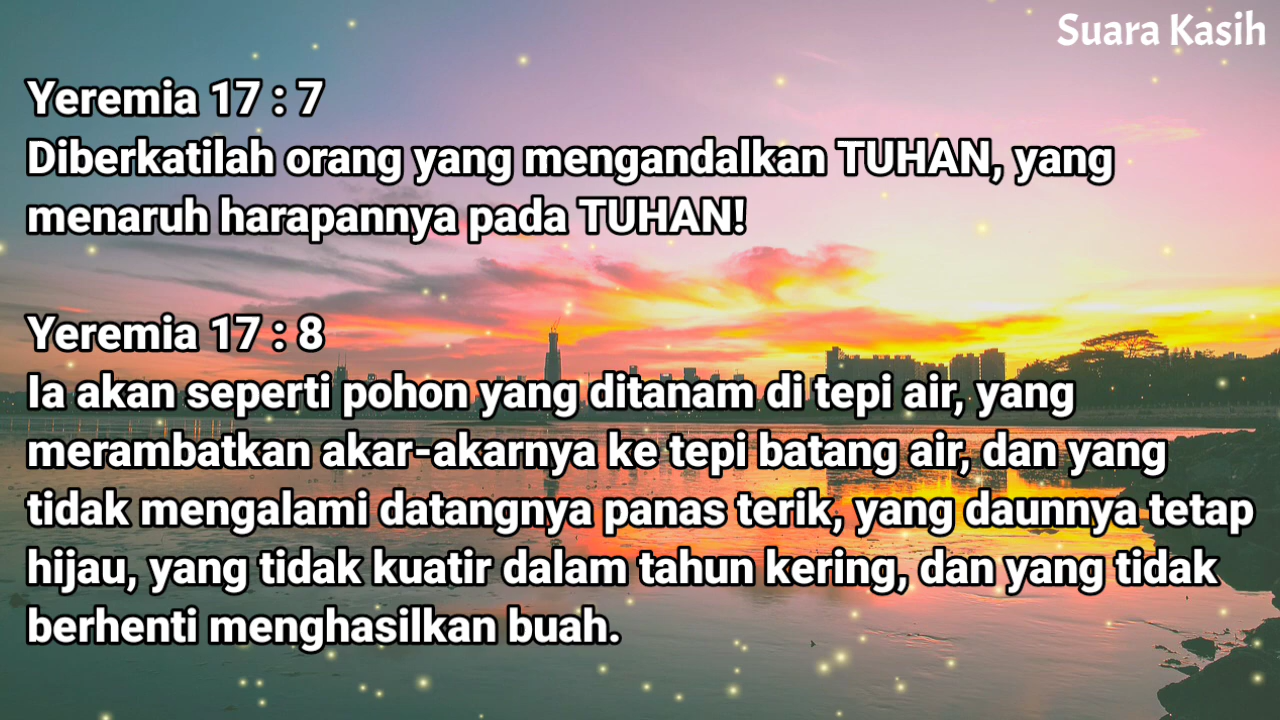 Suara Kasih
Yeremia 17 : 7
Diberkatilah orang yang mengandalkan TUHAN, yang
menaruh harapannya pada TUHAN!
Yeremia 17 : 8
Ia akan seperti pohon yang ditanam di tepi air, yang
merambatkan akar-akarnya ke tepi batang air, dan yang
tidak mengalami datangnya panas terik, yang daunnya tetap
hijau, yang tidak kuatir dalam tahun kering, dan yang tidak
berhenti menghasilkan buah.